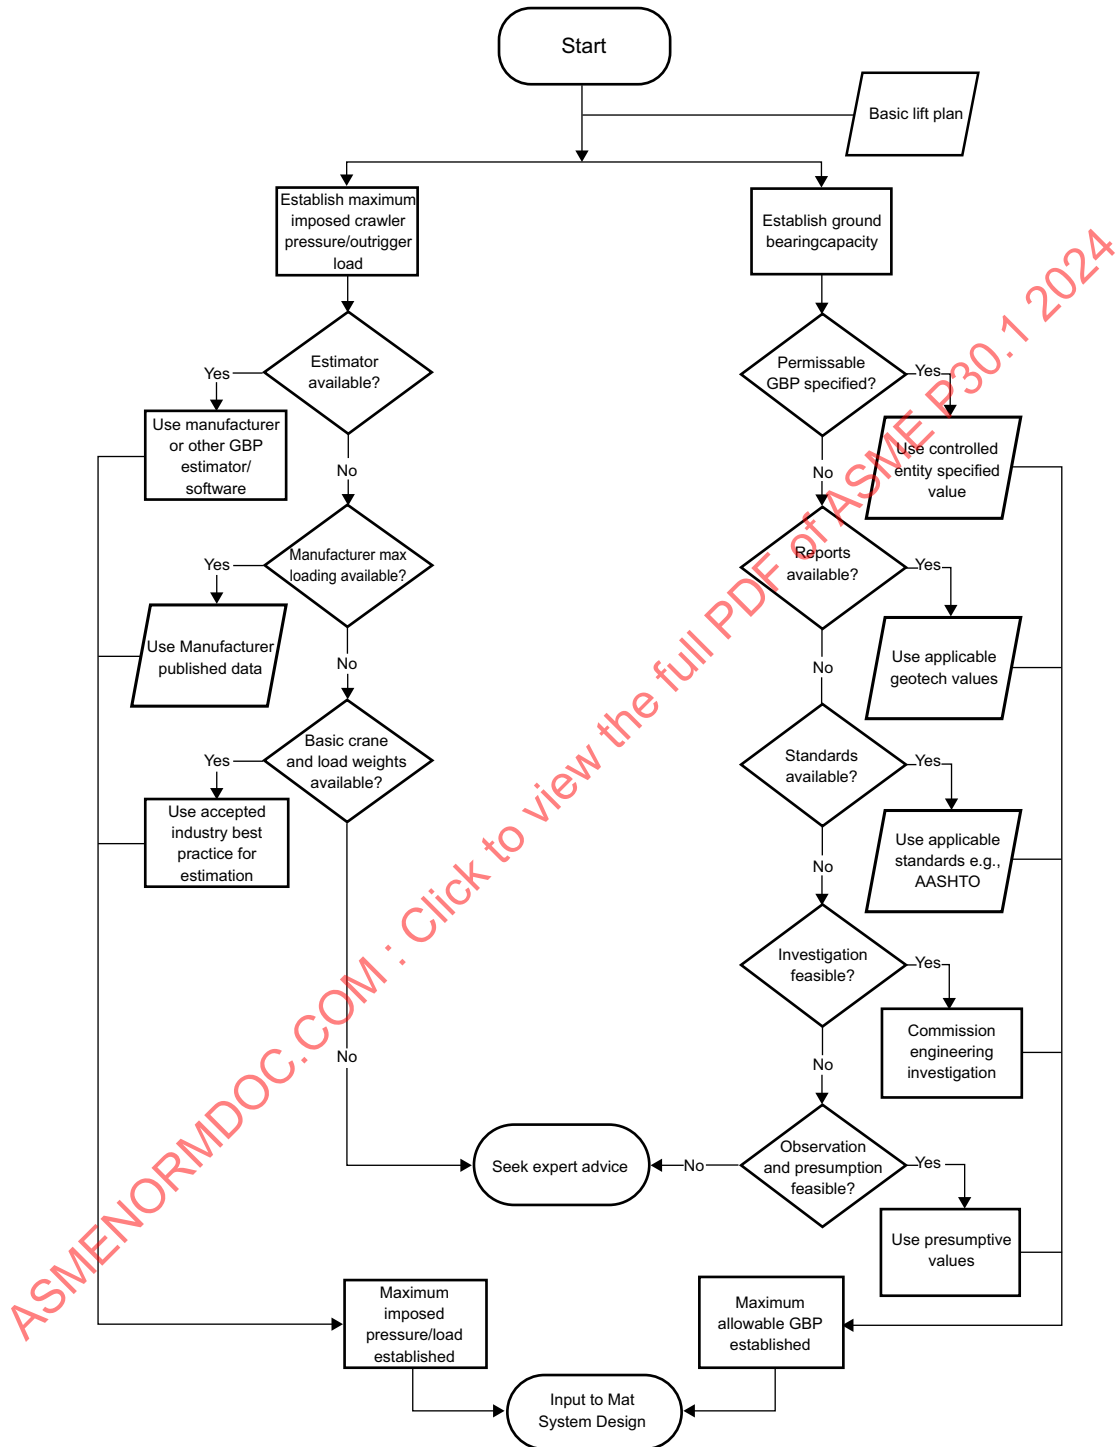 Start
Basic lift plan
Establish maximum
imposed crawler
pressure/outrigger
load
Establish ground
bearingcapacity
Estimator
available?
Yes
No
Use manufacturer
or other GBP
estimator/
software
Permissable
GBP specified?
Yes
No
Use controlled
entity specified
value
Manufacturer max
loading available?
Yes
No
Use Manufacturer
published data
Reports
available?
Yes
No
Use applicable
geotech values
Basic crane
and load weights
available?
Yes
No
Use accepted
industry best
practice for
estimation
Standards
available?
Yes
No
Use applicable
standards e.g.,
AASHTO
Investigation
feasible?
Yes
No
Commission
engineering
investigation
Observation
and presumption
feasible?
No
Yes
Seek expert advice
Use presumptive
values
Maximum
imposed
pressure/load
established
Maximum
allowable GBP
established
Input to Mat
System Design
ASMENORMDOC.COM : Click to view the full PDF of ASME P30.1 2024